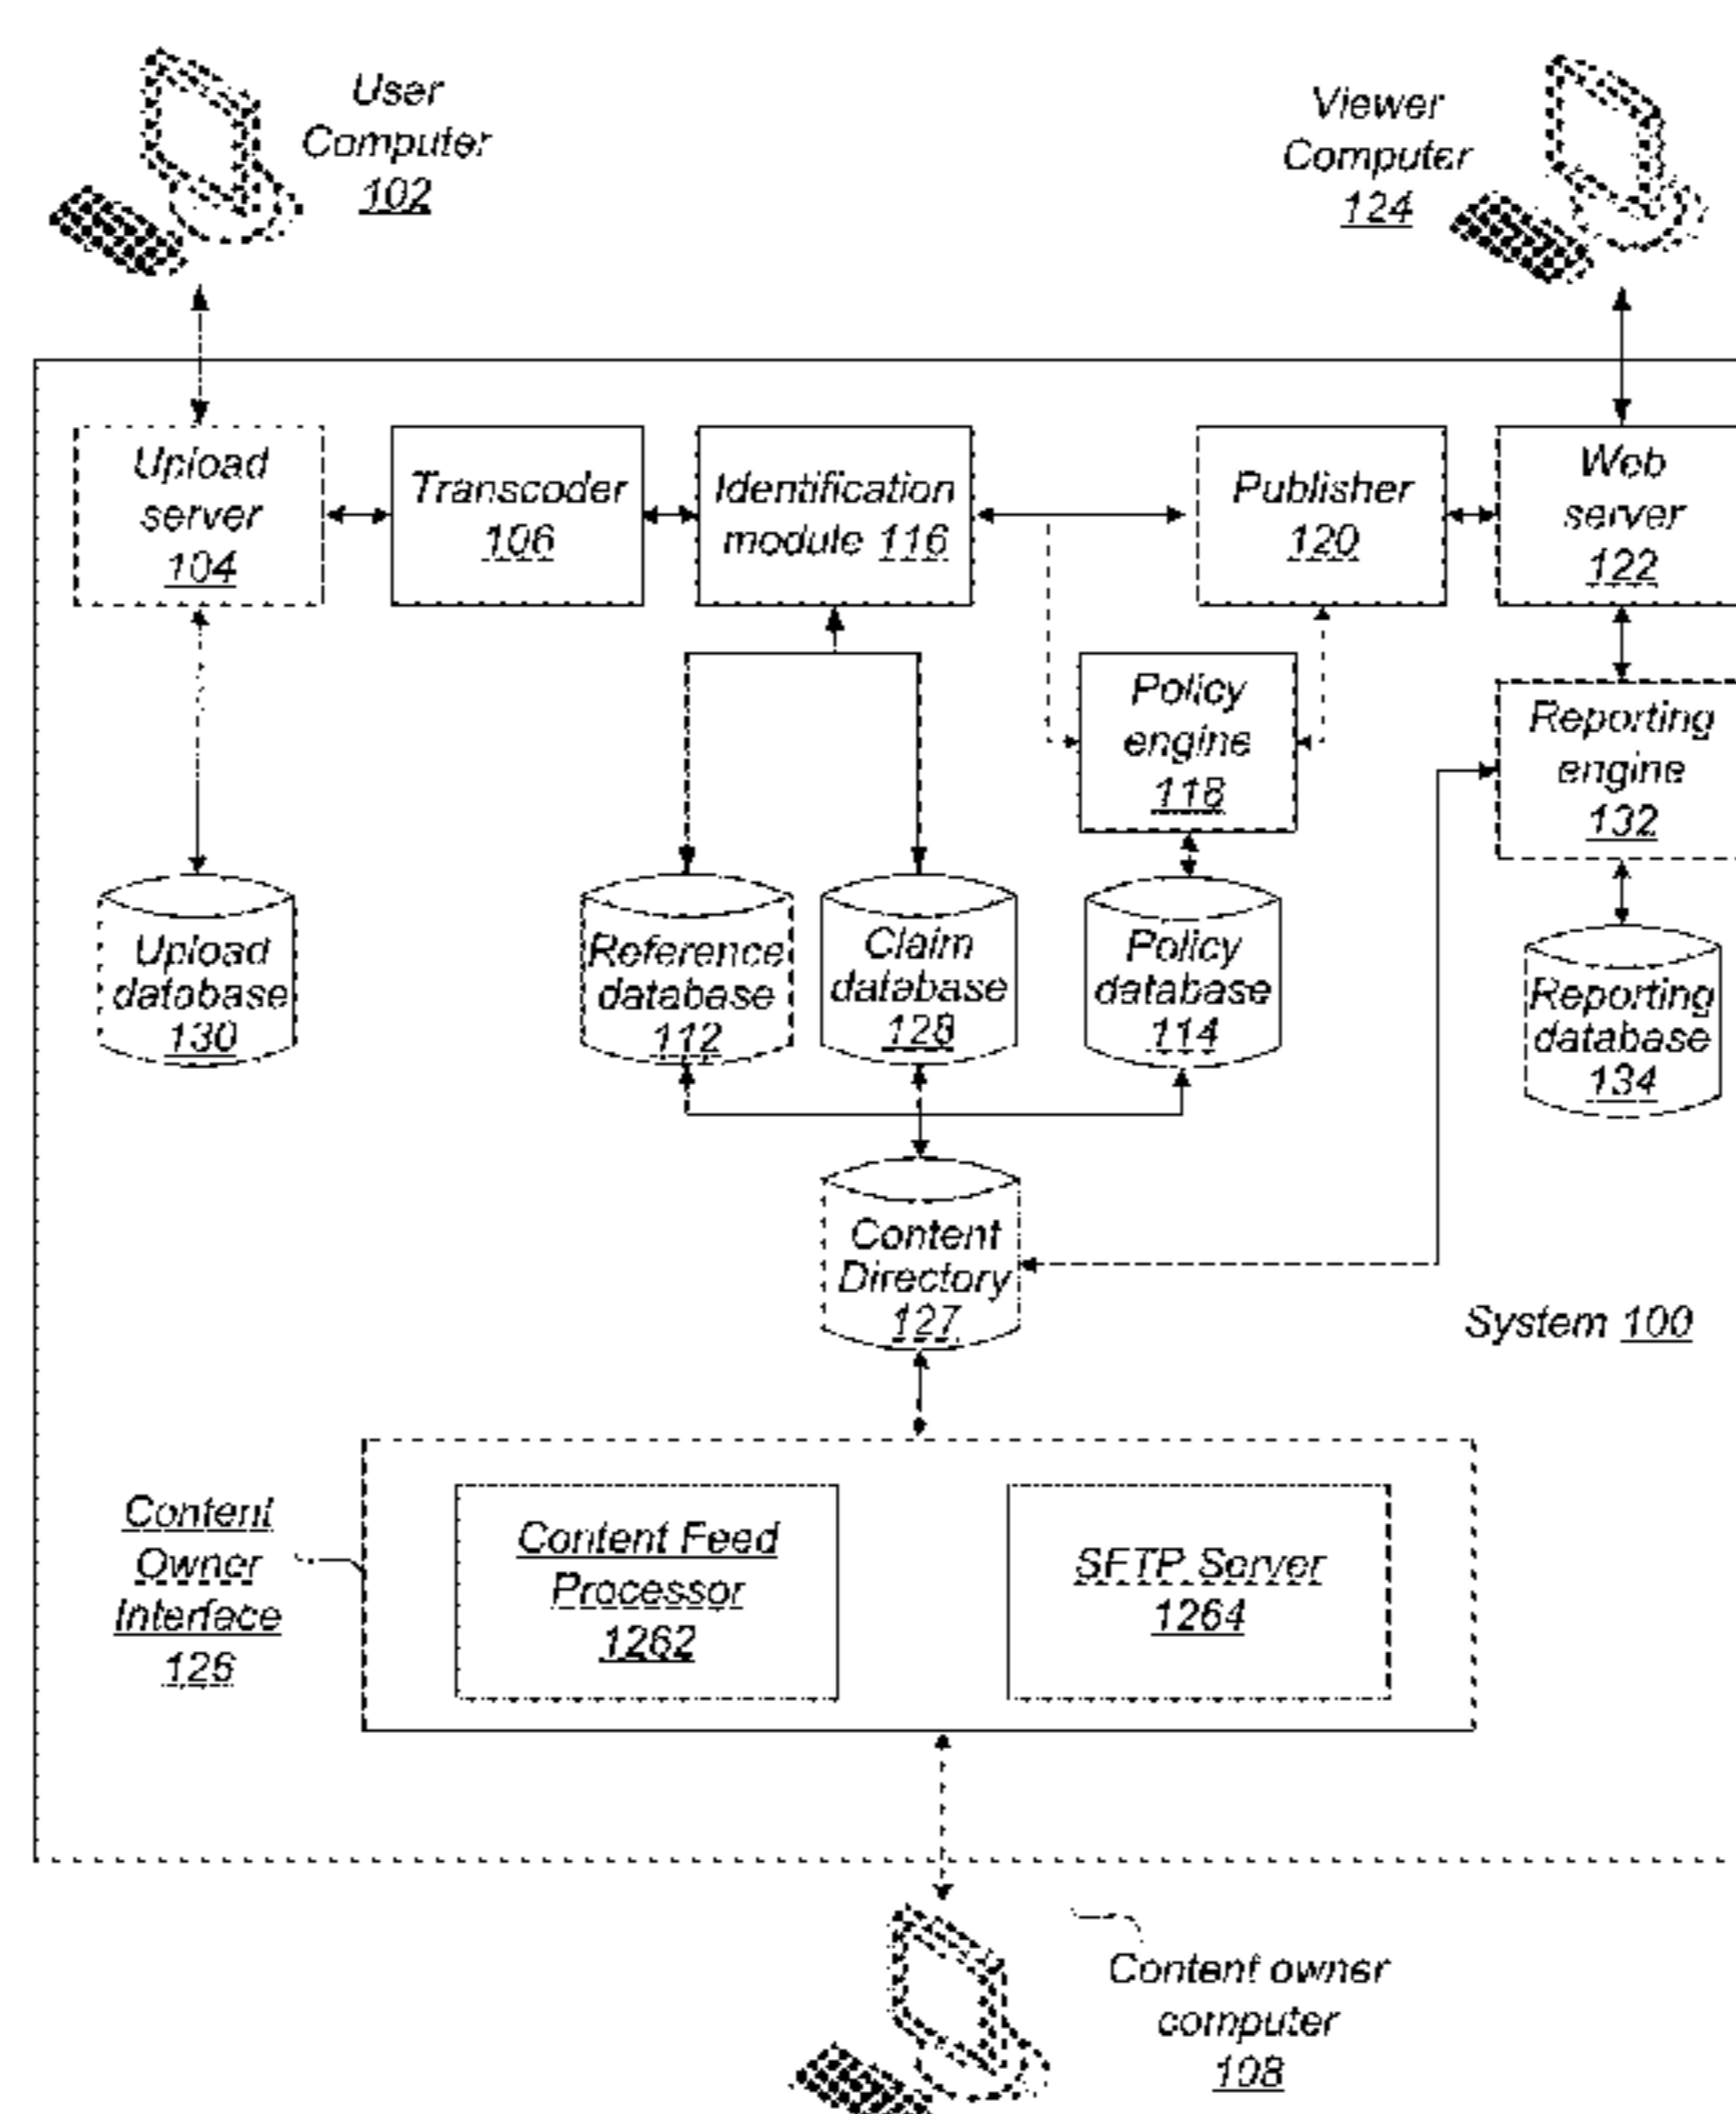 User
Computer
102
Viewer
Computer
124
Upload
server
104
Transcoder
106
Identification
module 116
Publisher
120
Web
server
122
Policy
engine
118
Reporting
engine
132
Upload
database
130
Reference
database
112
Claim
database
128
Policy
database
114
Reporting
database
134
Content
Directory
127
System 100
Content
Owner
Interface
126
Content Feed
Processor
1262
SFTP Server
1264
Content owner
computer
108